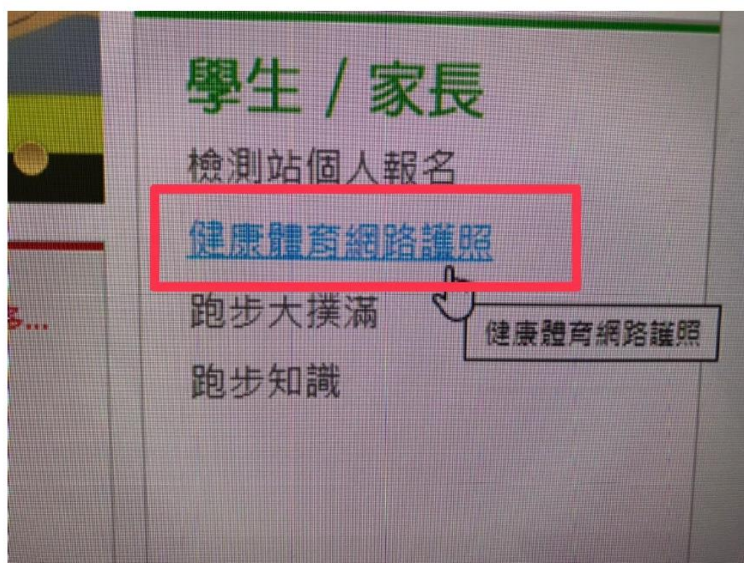 學生 / 家長
檢測站個人報名
健康體育網路護照
跑步大撲滿
健康體育網路護照
跑步知識